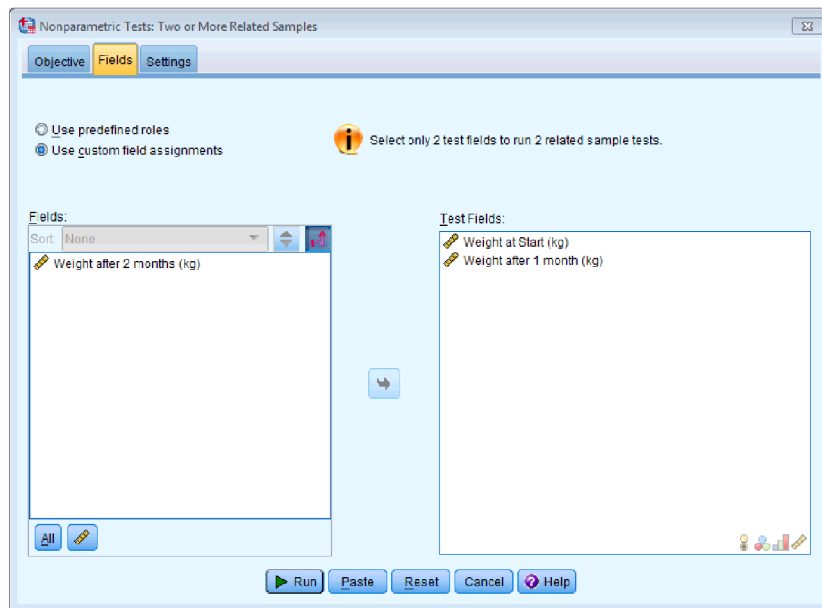 Nonparametric Tests: Two or More Related Samples
Objective Fields Settings
Use predefined roles
Use custom field assignments
Select only 2 test fields to run 2 related sample tests.
Fields:
Sort: None
Weight after 2 months (kg)
All
Test Fields:
Weight at Start (kg)
Weight after 1 month (kg)
Run Paste Reset Cancel Help